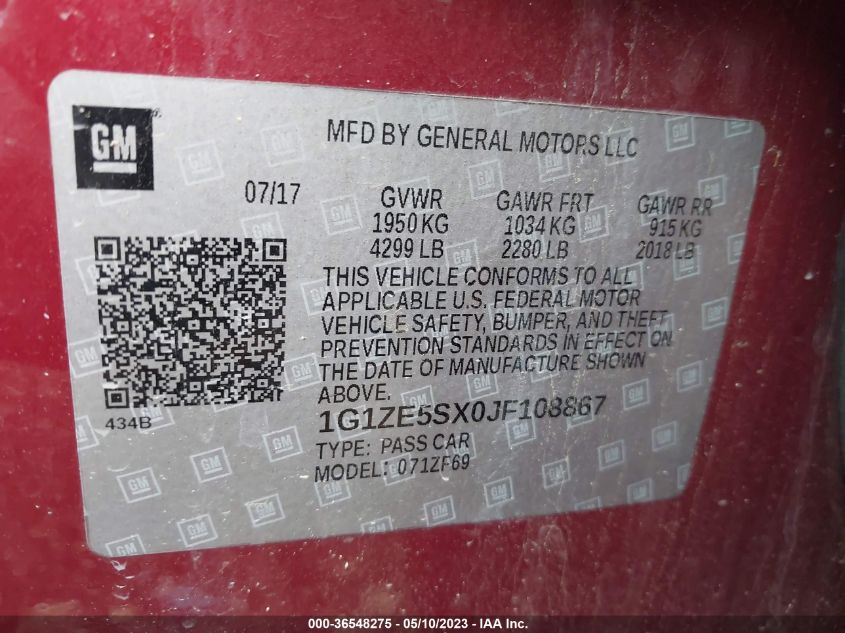 GM
MFD BY GENERAL MOTORS LLC
07/17 GVWR GAWR FRT GAWR RR
1950 KG 1034 KG 915 KG
4299 LB 2280 LB 2018 LB
THIS VEHICLE CONFORMS TO ALL
APPLICABLE U.S. FEDERAL MOTOR
VEHICLE SAFETY, BUMPER, AND THEFT
PREVENTION STANDARDS IN EFFECT ON
THE DATE OF MANUFACTURE SHOWN
ABOVE.
434B
1G1ZE5SX0JF108867
TYPE: PASS CAR
MODEL: 071ZF69
000-36548275 - 05/10/2023 - iaai.com.